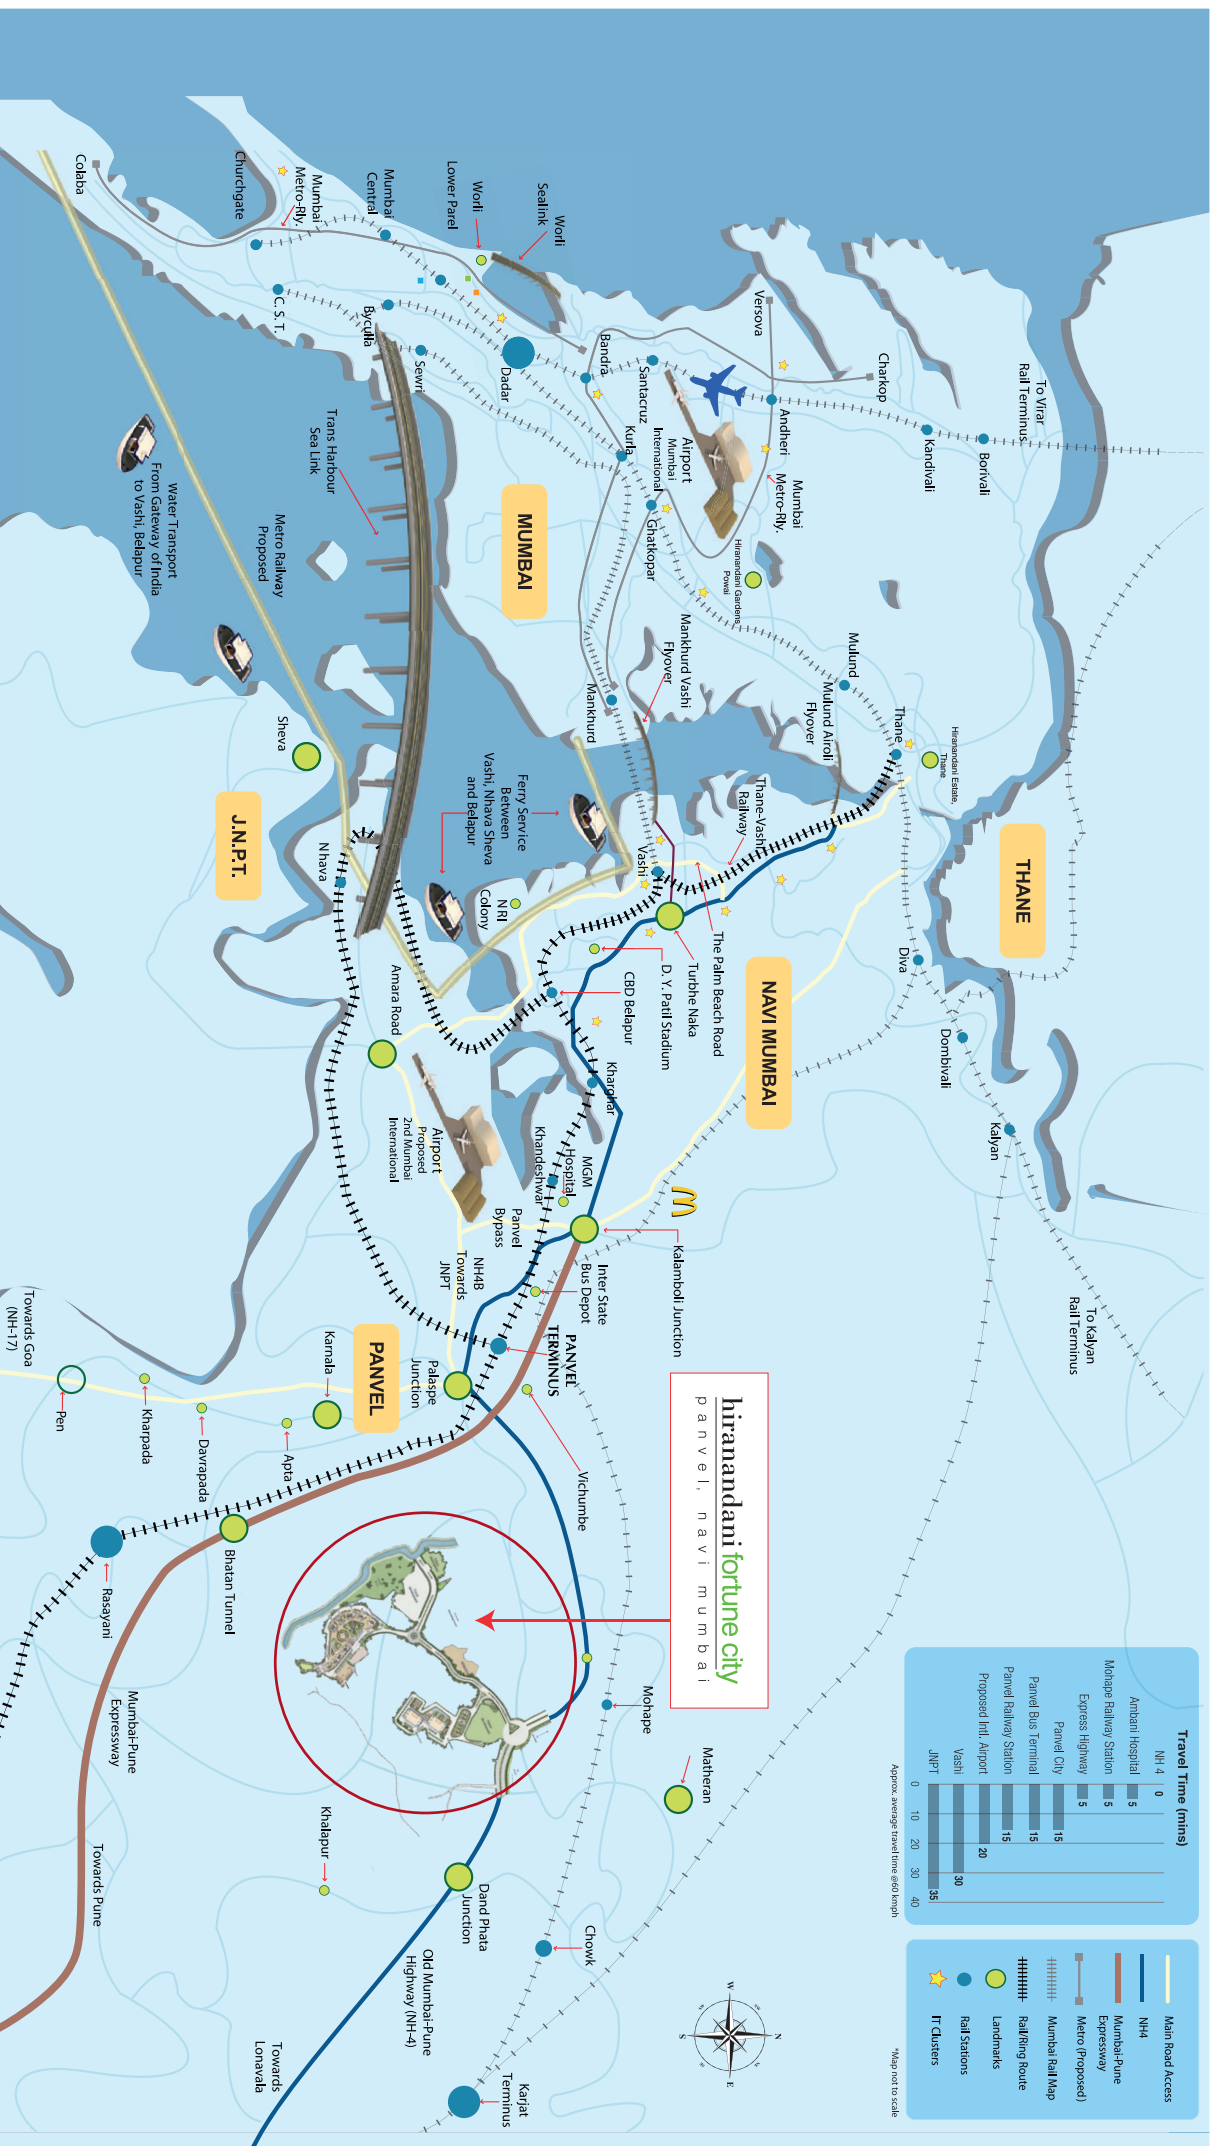 To Virar
Rail Terminus
Borivali
Kandivali
Charkop
Versova
Andheri
Mumbai
Metro-Rly.
Airport
Mumbai
International
Santacruz
Bandra
Worli
Sealink
Worli
Lower Parel
Mumbai
Central
Mumbai
Metro-Rly.
Churchgate
Colaba
C. S. T.
Byculla
Sewri
Dadar
Kurla
Ghatkopar
Hiranandani Gardens,
Powai
MUMBAI
Trans Harbour
Sea Link
Metro Railway
Proposed
Water Transport
From Gateway of India
to Vashi, Belapur
Mulund
Mulund Airoli
Flyover
Mankhurd Vashi
Flyover
Mankhurd
Thane
Hiranandani Estate,
Thane
THANE
Thane-Vashi
Railway
Vashi
Ferry Service
Between
Vashi, Nhava Sheva
and Belapur
NRI
Colony
Sheva
J.N.P.T.
Nhava
Amara Road
Diva
Dombivali
Kalyan
To Kalyan
Rail Terminus
NAVI MUMBAI
The Palm Beach Road
Turbhe Naka
D. Y. Patil Stadium
CBD Belapur
Kharghar
MGM
Hospital
Khandeshwar
Airport
Proposed
2nd Mumbai
International
Panvel
Bypass
NH4B
Towards
JNPT
Kalamboli Junction
Inter State
Bus Depot
PANVEL
TERMINUS
Palaspe
Junction
PANVEL
Karnala
Towards Goa
(NH-17)
Pen
Kharpada
Davrapada
Apta
Vichumbe
Bhatan Tunnel
Rasayani
hiranandani fortune city
panvel, navi mumbai
Mohape
Matheran
Mumbai-Pune
Expressway
Towards Pune
Khalapur
Dand Phata
Junction
Chowk
Old Mumbai-Pune
Highway (NH-4)
Towards
Lonavala
Karjat
Terminus
N
E
S
W
Travel Time (mins)
NH 4 0
Ambani Hospital 5
Mohape Railway Station 5
Express Highway 5
Panvel City 15
Panvel Bus Terminal 15
Panvel Railway Station 15
Proposed Intl. Airport 20
Vashi 30
JNPT 35
0 10 20 30 40
Approx. average travel time @60 kmph
Main Road Access
NH4
Mumbai-Pune
Expressway
Metro (Proposed)
Mumbai Rail Map
Rail/Ring Route
Landmarks
Rail Stations
IT Clusters
*Map not to scale